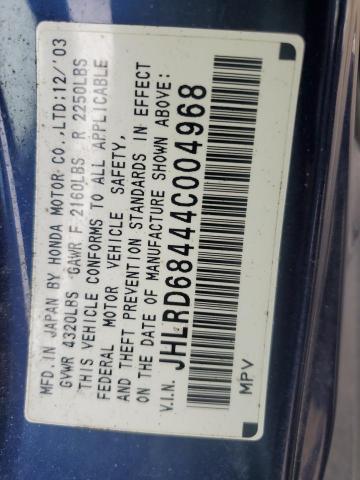 MFD.IN JAPAN BY HONDA MOTOR CO.,LTD:12/'03
GVWR 4320LBS GAWR F 2160LBS R 2250LBS
THIS VEHICLE CONFORMS TO ALL APPLICABLE
FEDERAL MOTOR VEHICLE SAFETY,
AND THEFT PREVENTION STANDARDS IN EFFECT
ON THE DATE OF MANUFACTURE SHOWN ABOVE:
V.I.N. JHLRD68444C004968
MPV